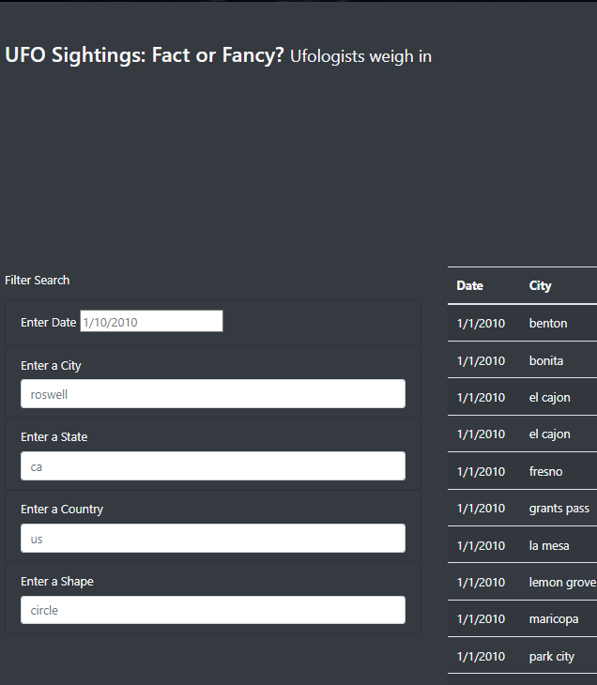 UFO Sightings: Fact or Fancy? Ufologists weigh in
Filter Search
Enter Date 1/10/2010
Enter a City
roswell
Enter a State
ca
Enter a Country
us
Enter a Shape
circle
Date City
1/1/2010 benton
1/1/2010 bonita
1/1/2010 el cajon
1/1/2010 el cajon
1/1/2010 fresno
1/1/2010 grants pass
1/1/2010 la mesa
1/1/2010 lemon grove
1/1/2010 maricopa
1/1/2010 park city